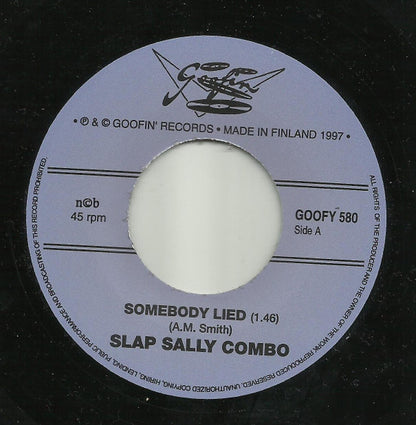 Goofin'
• ℗ & © GOOFIN' RECORDS • MADE IN FINLAND 1997 •
n©b
45 rpm
GOOFY 580
Side A
SOMEBODY LIED (1.46)
(A.M. Smith)
SLAP SALLY COMBO
ALL RIGHTS OF THE PRODUCER AND THE OWNER OF THE WORK REPRODUCED RESERVED. UNAUTHORIZED COPYING, HIRING, LENDING, PUBLIC PERFORMANCE AND BROADCASTING OF THIS RECORD PROHIBITED.